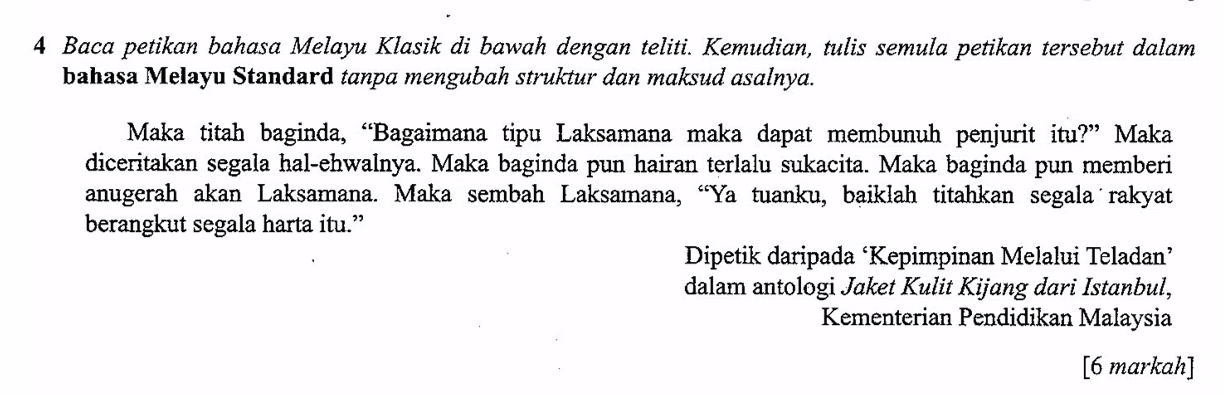 4 Baca petikan bahasa Melayu Klasik di bawah dengan teliti. Kemudian, tulis semula petikan tersebut dalam
bahasa Melayu Standard tanpa mengubah struktur dan maksud asalnya.
Maka titah baginda, “Bagaimana tipu Laksamana maka dapat membunuh penjurit itu?” Maka
diceritakan segala hal-ehwalnya. Maka baginda pun hairan terlalu sukacita. Maka baginda pun memberi
anugerah akan Laksamana. Maka sembah Laksamana, “Ya tuanku, baiklah titahkan segala rakyat
berangkut segala harta itu.”
Dipetik daripada ‘Kepimpinan Melalui Teladan’
dalam antologi Jaket Kulit Kijang dari Istanbul,
Kementerian Pendidikan Malaysia
[6 markah]